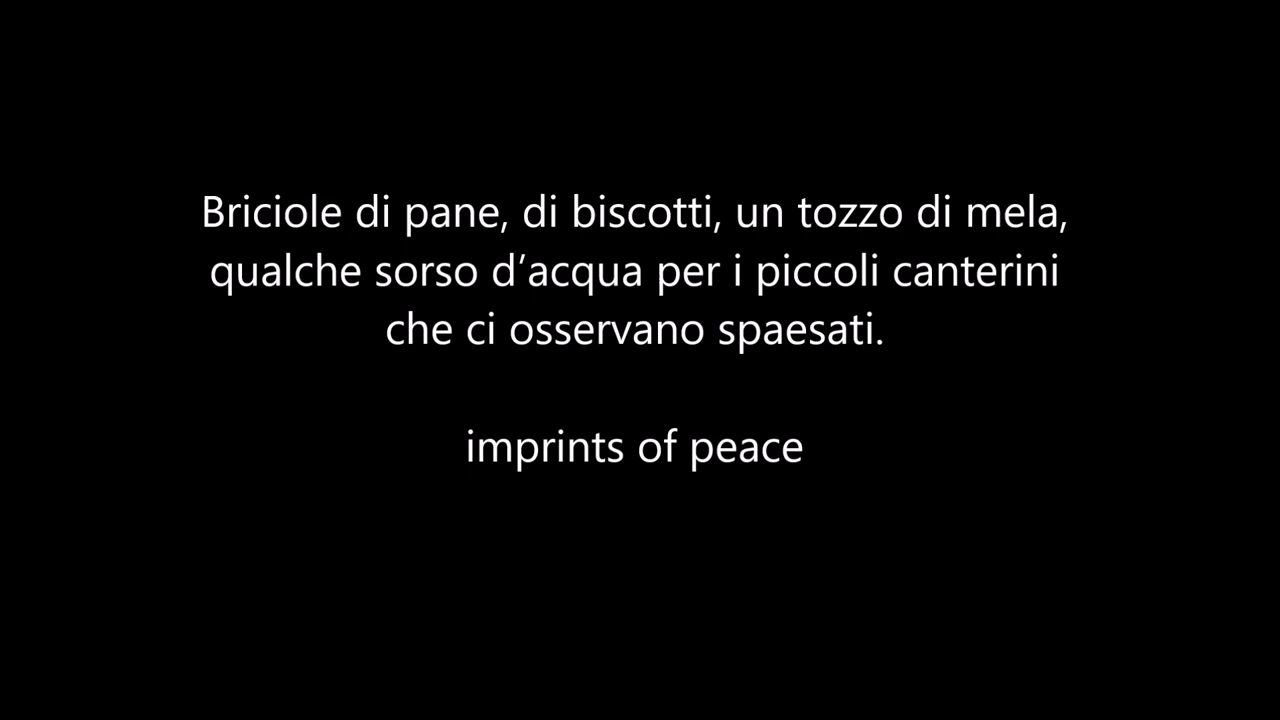 Briciole di pane, di biscotti, un tozzo di mela,
qualche sorso d’acqua per i piccoli canterini
che ci osservano spaesati.
imprints of peace